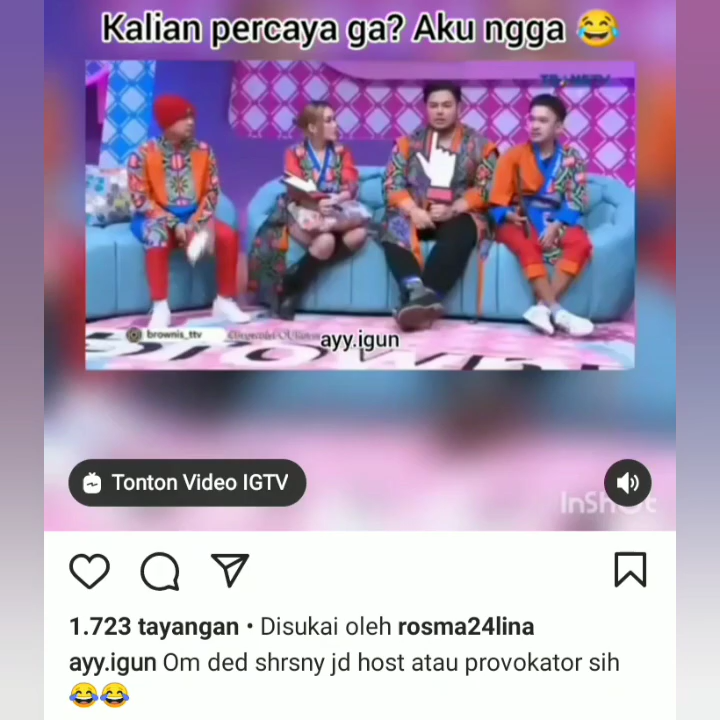 Kalian percaya ga? Aku ngga 😂
TRANSTV
brownis_ttv
ayy.igun
Tonton Video IGTV
InShot
1.723 tayangan • Disukai oleh rosma24lina
ayy.igun Om ded shrsny jd host atau provokator sih
😂😂